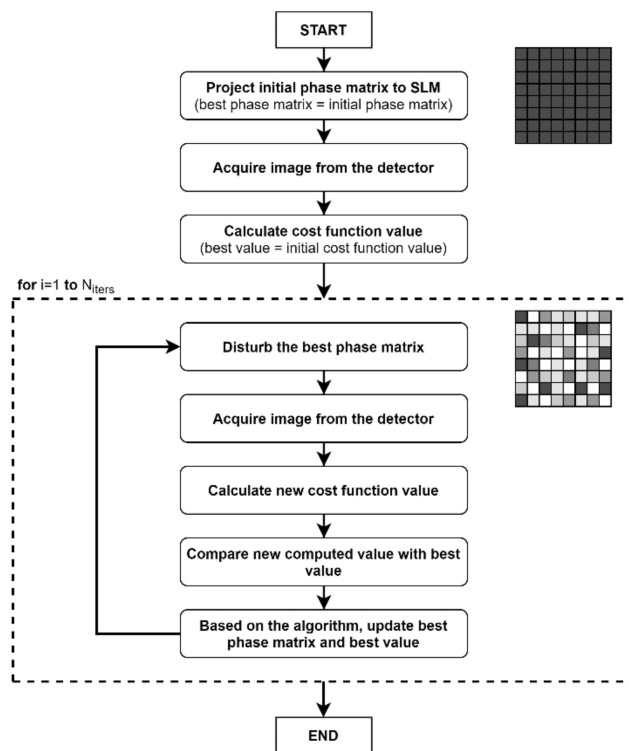 START
Project initial phase matrix to SLM
(best phase matrix = initial phase matrix)
Acquire image from the detector
Calculate cost function value
(best value = initial cost function value)
for i=1 to Niters
Disturb the best phase matrix
Acquire image from the detector
Calculate new cost function value
Compare new computed value with best
value
Based on the algorithm, update best
phase matrix and best value
END